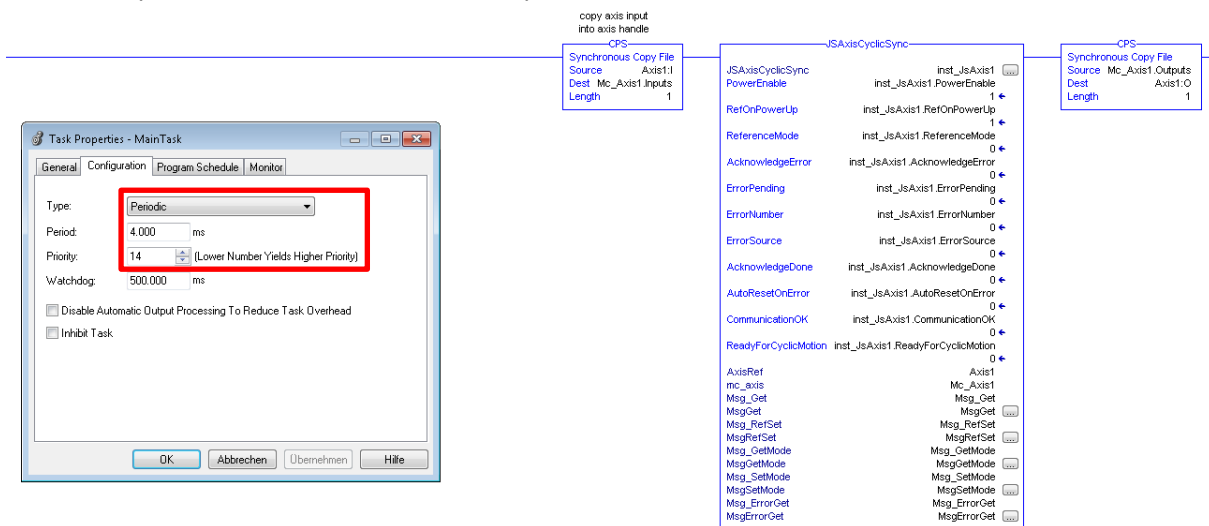 copy axis input
into axis handle
CPS
Synchronous Copy File
Source Axis1:I
Dest Mc_Axis1.Inputs
Length 1
JSAxisCyclicSync
JSAxisCyclicSync inst_JsAxis1 ...
PowerEnable inst_JsAxis1.PowerEnable
1
RefOnPowerUp inst_JsAxis1.RefOnPowerUp
1
ReferenceMode inst_JsAxis1.ReferenceMode
0
AcknowledgeError inst_JsAxis1.AcknowledgeError
0
ErrorPending inst_JsAxis1.ErrorPending
0
ErrorNumber inst_JsAxis1.ErrorNumber
0
ErrorSource inst_JsAxis1.ErrorSource
0
AcknowledgeDone inst_JsAxis1.AcknowledgeDone
0
AutoResetOnError inst_JsAxis1.AutoResetOnError
0
CommunicationOK inst_JsAxis1.CommunicationOK
0
ReadyForCyclicMotion inst_JsAxis1.ReadyForCyclicMotion
0
AxisRef Axis1
mc_axis Mc_Axis1
Msg_Get Msg_Get
MsgGet MsgGet ...
Msg_RefSet Msg_RefSet
MsgRefSet MsgRefSet ...
Msg_GetMode Msg_GetMode
MsgGetMode MsgGetMode ...
Msg_SetMode Msg_SetMode
MsgSetMode MsgSetMode ...
Msg_ErrorGet Msg_ErrorGet
MsgErrorGet MsgErrorGet ...
CPS
Synchronous Copy File
Source Mc_Axis1.Outputs
Dest Axis1:O
Length 1
Task Properties - MainTask
General Configuration Program Schedule Monitor
Type: Periodic
Period: 4.000 ms
Priority: 14 (Lower Number Yields Higher Priority)
Watchdog: 500.000 ms
Disable Automatic Output Processing To Reduce Task Overhead
Inhibit Task
OK Abbrechen Übernehmen Hilfe